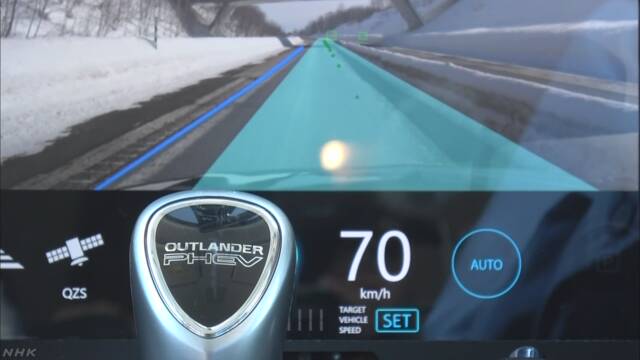 OUTLANDER
PHEV
QZS
70
km/h
AUTO
TARGET
VEHICLE
SPEED
SET
NHK